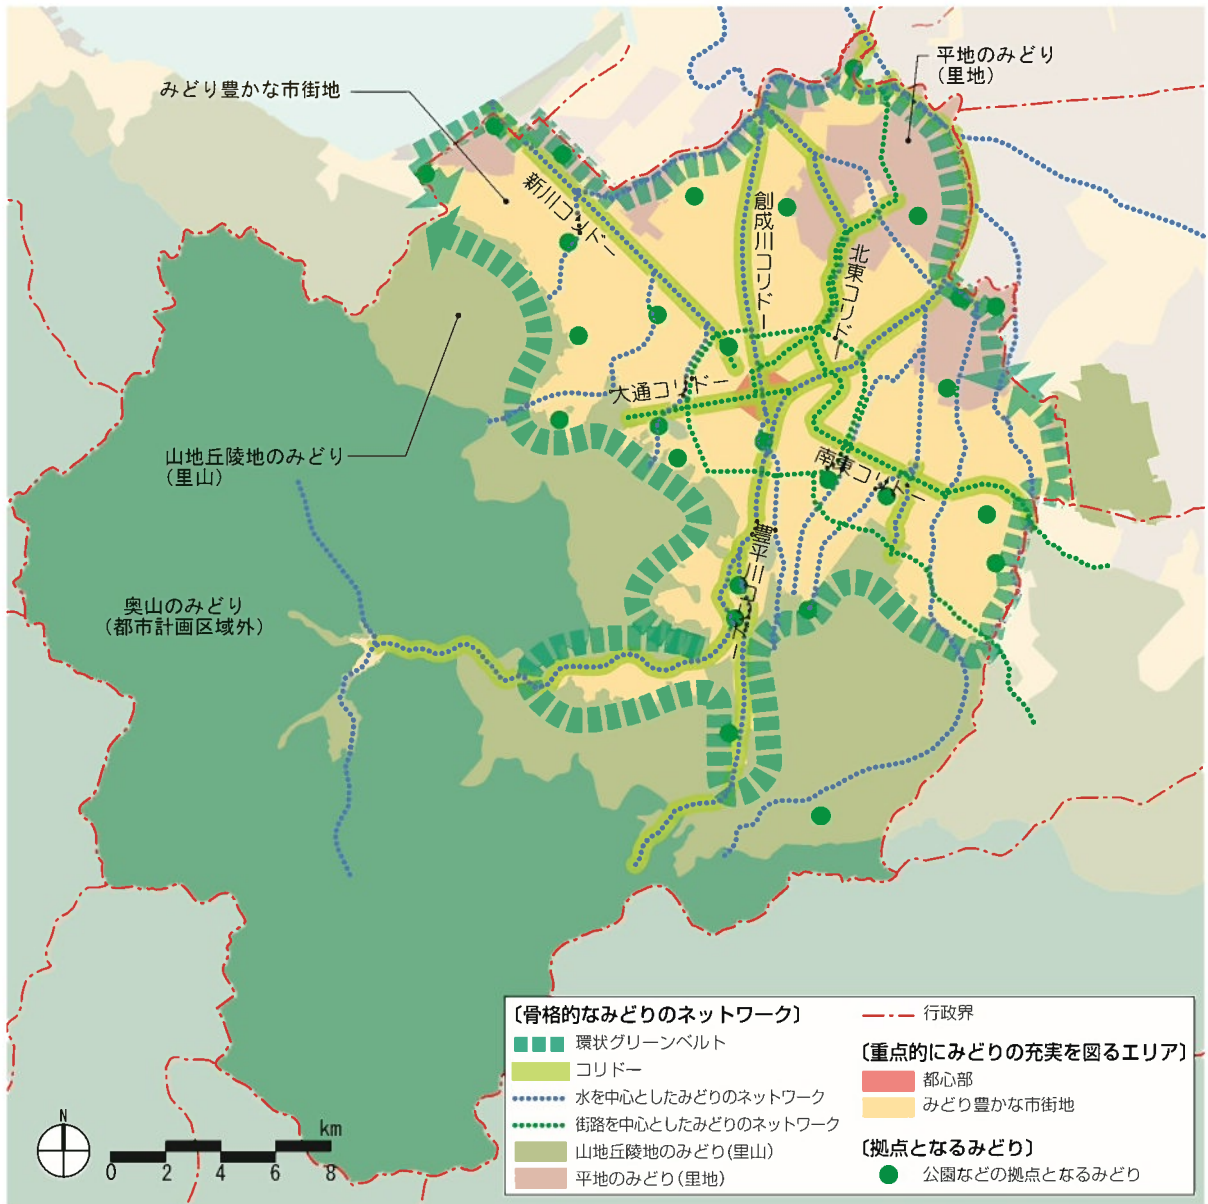 平地のみどり
(里地)
みどり豊かな市街地
新川コリドー
創成川コリドー
北東コリドー
大通コリドー
山地丘陵地のみどり
(里山)
南東コリドー
豊平川コリドー
奥山のみどり
(都市計画区域外)
〔骨格的なみどりのネットワーク〕
環状グリーンベルト
コリドー
水を中心としたみどりのネットワーク
街路を中心としたみどりのネットワーク
山地丘陵地のみどり(里山)
平地のみどり(里地)
行政界
〔重点的にみどりの充実を図るエリア〕
都心部
みどり豊かな市街地
〔拠点となるみどり〕
公園などの拠点となるみどり
N
km
0 2 4 6 8